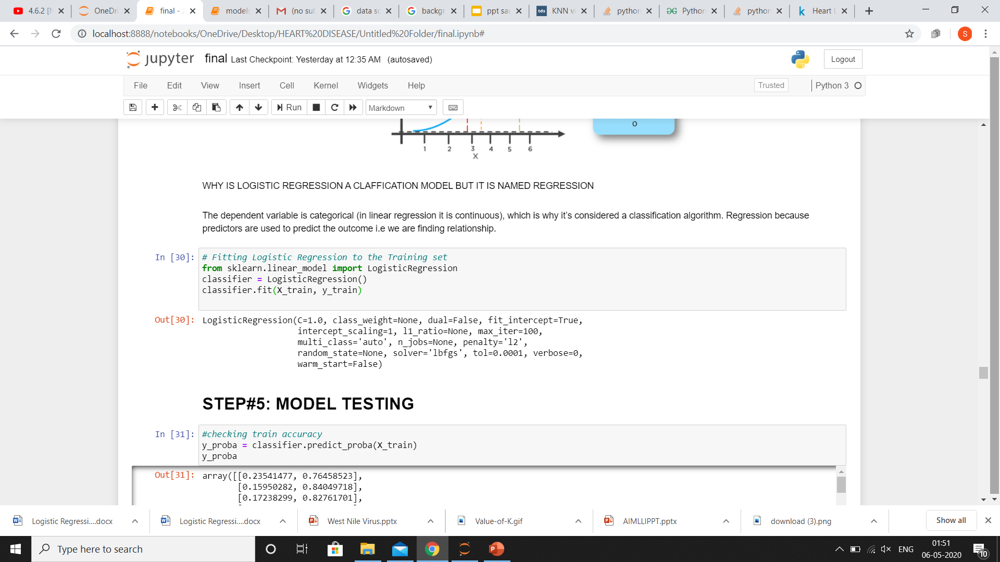 4.6.2 [N
OneDri
final - J
models
(no sub
data sc
backgr
ppt sau
tds
KNN vi
python
Python
python
Heart D
localhost:8888/notebooks/OneDrive/Desktop/HEART%20DISEASE/Untitled%20Folder/final.ipynb#
S
jupyter final Last Checkpoint: Yesterday at 12:35 AM (autosaved)
Logout
File Edit View Insert Cell Kernel Widgets Help
Trusted
Python 3
Run
Markdown
0
1 2 3 4 5 6
X
WHY IS LOGISTIC REGRESSION A CLAFFICATION MODEL BUT IT IS NAMED REGRESSION
The dependent variable is categorical (in linear regression it is continuous), which is why it's considered a classification algorithm. Regression because
predictors are used to predict the outcome i.e we are finding relationship.
In [30]: # Fitting Logistic Regression to the Training set
from sklearn.linear_model import LogisticRegression
classifier = LogisticRegression()
classifier.fit(X_train, y_train)
Out[30]: LogisticRegression(C=1.0, class_weight=None, dual=False, fit_intercept=True,
intercept_scaling=1, l1_ratio=None, max_iter=100,
multi_class='auto', n_jobs=None, penalty='l2',
random_state=None, solver='lbfgs', tol=0.0001, verbose=0,
warm_start=False)
STEP#5: MODEL TESTING
In [31]: #checking train accuracy
y_proba = classifier.predict_proba(X_train)
y_proba
Out[31]: array([[0.23541477, 0.76458523],
[0.15950282, 0.84049718],
[0.17238299, 0.82761701],
Logistic Regressi....docx
Logistic Regressi....docx
West Nile Virus.pptx
Value-of-K.gif
AIMLLIPPT.pptx
download (3).png
Show all
Type here to search
ENG
01:51
06-05-2020
10